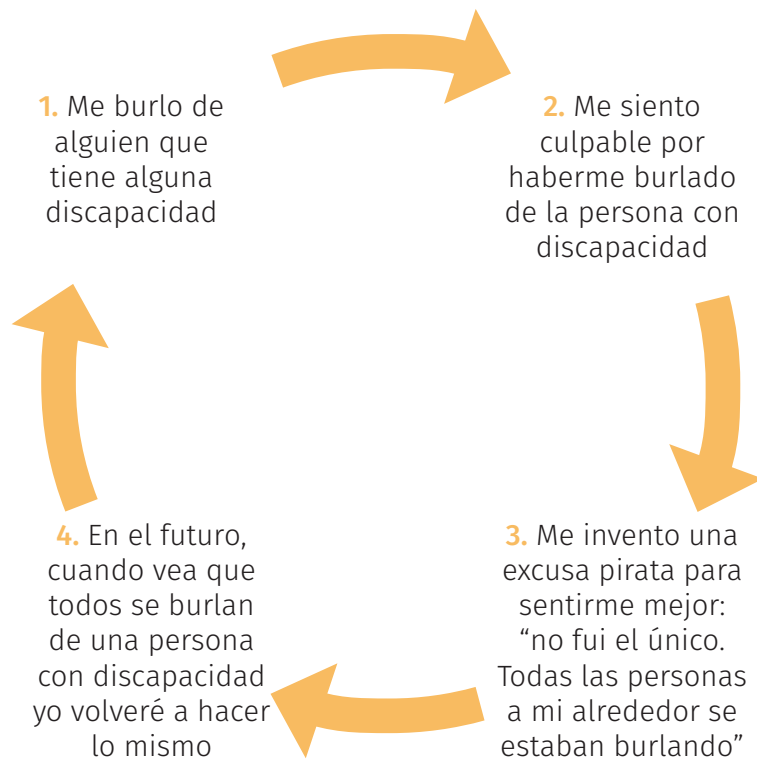 1. Me burlo de
alguien que
tiene alguna
discapacidad
2. Me siento
culpable por
haberme burlado
de la persona con
discapacidad
3. Me invento una
excusa pirata para
sentirme mejor:
“no fui el único.
Todas las personas
a mi alrededor se
estaban burlando”
4. En el futuro,
cuando vea que
todos se burlan
de una persona
con discapacidad
yo volveré a hacer
lo mismo